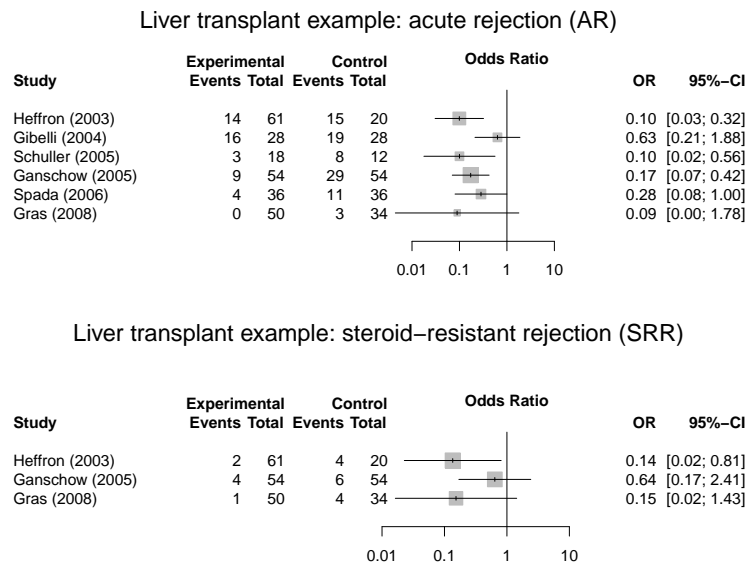 Liver transplant example: acute rejection (AR)
Experimental Control Odds Ratio
Study Events Total Events Total OR 95%−CI
Heffron (2003) 14 61 15 20 0.10 [0.03; 0.32]
Gibelli (2004) 16 28 19 28 0.63 [0.21; 1.88]
Schuller (2005) 3 18 8 12 0.10 [0.02; 0.56]
Ganschow (2005) 9 54 29 54 0.17 [0.07; 0.42]
Spada (2006) 4 36 11 36 0.28 [0.08; 1.00]
Gras (2008) 0 50 3 34 0.09 [0.00; 1.78]
0.01 0.1 1 10
Liver transplant example: steroid−resistant rejection (SRR)
Experimental Control Odds Ratio
Study Events Total Events Total OR 95%−CI
Heffron (2003) 2 61 4 20 0.14 [0.02; 0.81]
Ganschow (2005) 4 54 6 54 0.64 [0.17; 2.41]
Gras (2008) 1 50 4 34 0.15 [0.02; 1.43]
0.01 0.1 1 10